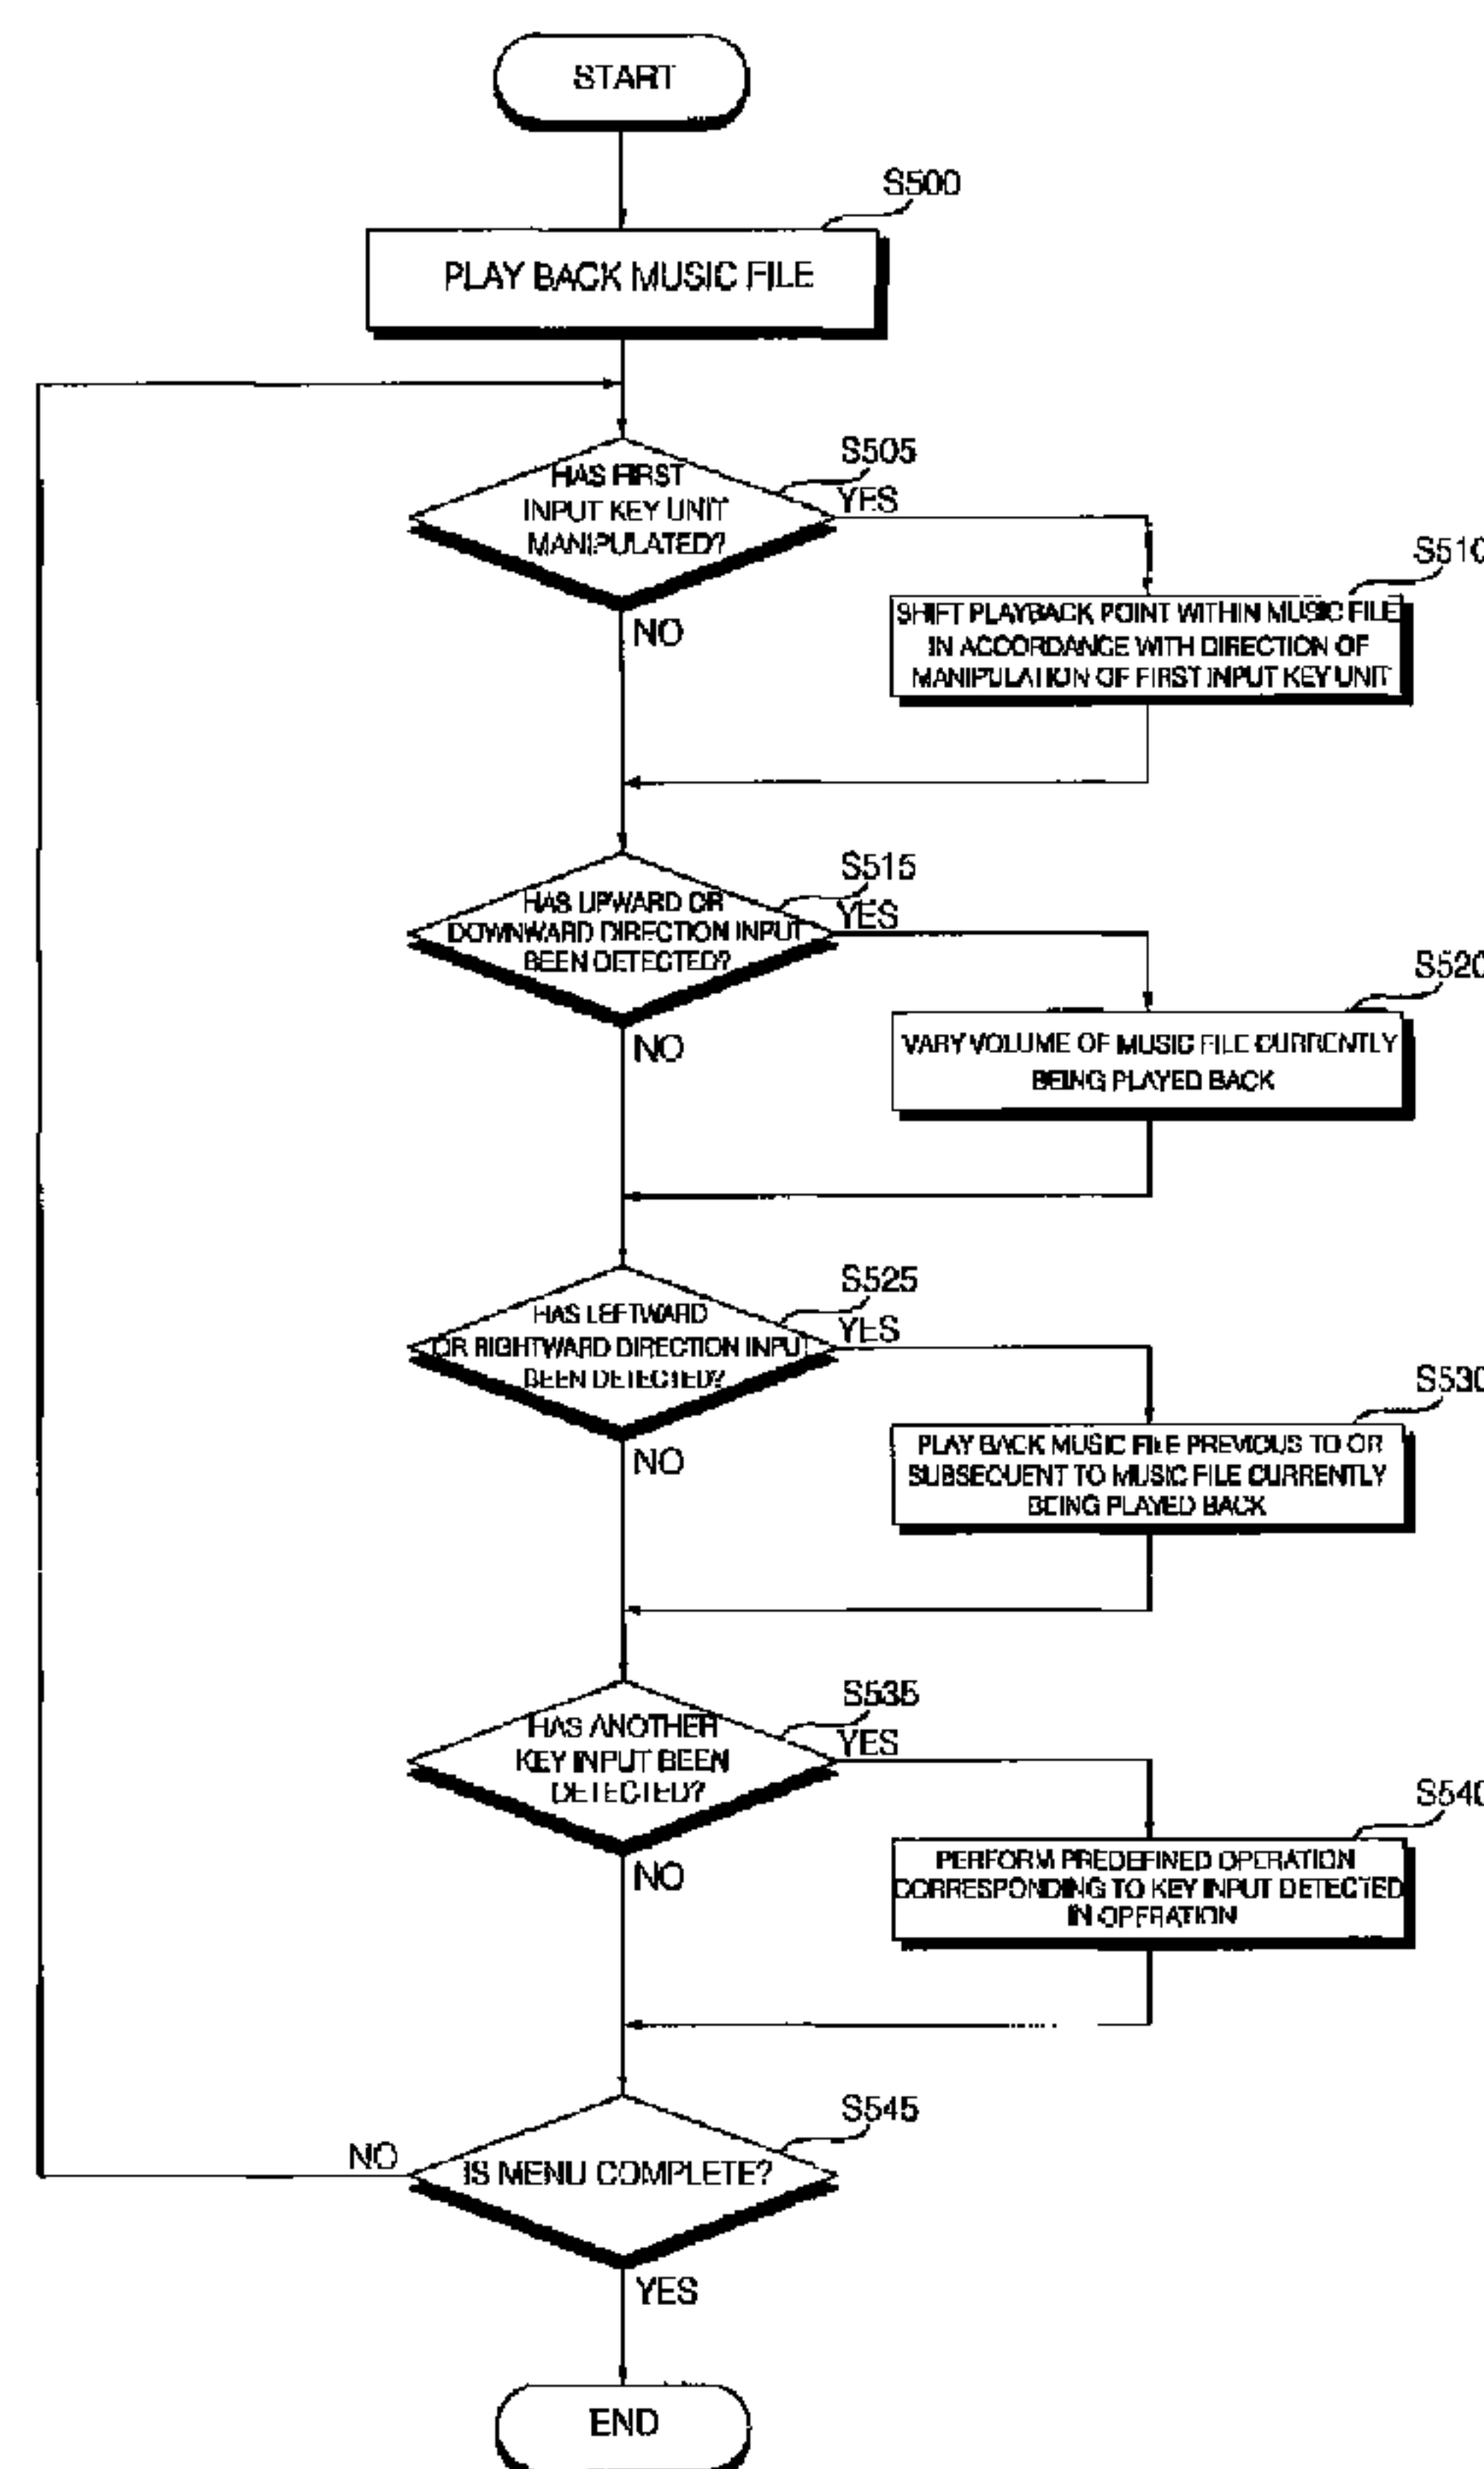 START
S500
PLAY BACK MUSIC FILE
S505
HAS FIRST
INPUT KEY UNIT
MANIPULATED?
YES
NO
S510
SHIFT PLAYBACK POINT WITHIN MUSIC FILE
IN ACCORDANCE WITH DIRECTION OF
MANIPULATION OF FIRST INPUT KEY UNIT
S515
HAS UPWARD OR
DOWNWARD DIRECTION INPUT
BEEN DETECTED?
YES
NO
S520
VARY VOLUME OF MUSIC FILE CURRENTLY
BEING PLAYED BACK
S525
HAS LEFTWARD
OR RIGHTWARD DIRECTION INPUT
BEEN DETECTED?
YES
NO
S530
PLAY BACK MUSIC FILE PREVIOUS TO OR
SUBSEQUENT TO MUSIC FILE CURRENTLY
BEING PLAYED BACK
S535
HAS ANOTHER
KEY INPUT BEEN
DETECTED?
YES
NO
S540
PERFORM PREDEFINED OPERATION
CORRESPONDING TO KEY INPUT DETECTED
IN OPERATION
S545
IS MENU COMPLETE?
NO
YES
END